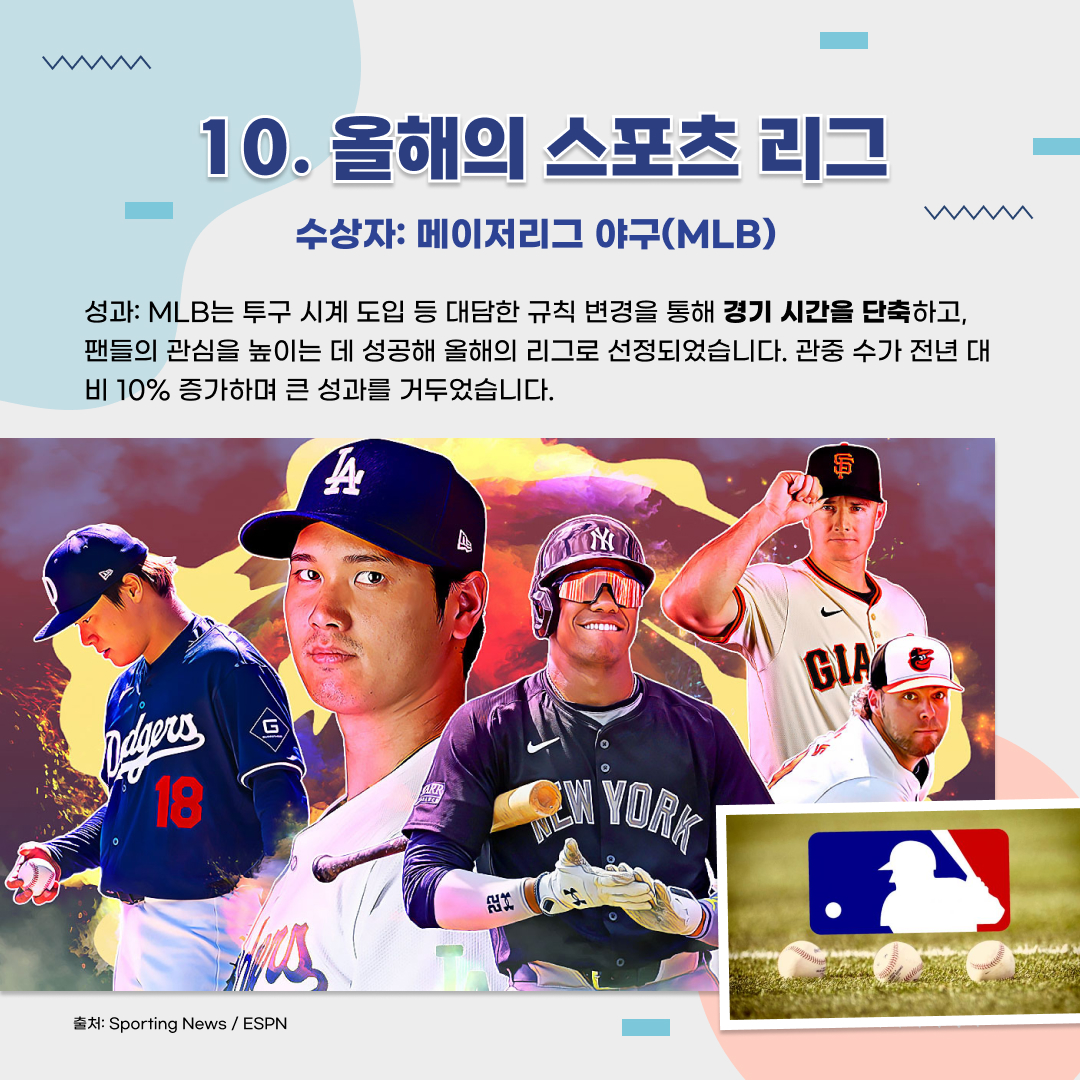 10. 올해의 스포츠 리그
수상자: 메이저리그 야구(MLB)
성과: MLB는 투구 시계 도입 등 대담한 규칙 변경을 통해 경기 시간을 단축하고,
팬들의 관심을 높이는 데 성공해 올해의 리그로 선정되었습니다. 관중 수가 전년 대
비 10% 증가하며 큰 성과를 거두었습니다.
LA
NY
SF
D
Dodgers
G
18
GIA
NEW YORK
22
출처: Sporting News / ESPN